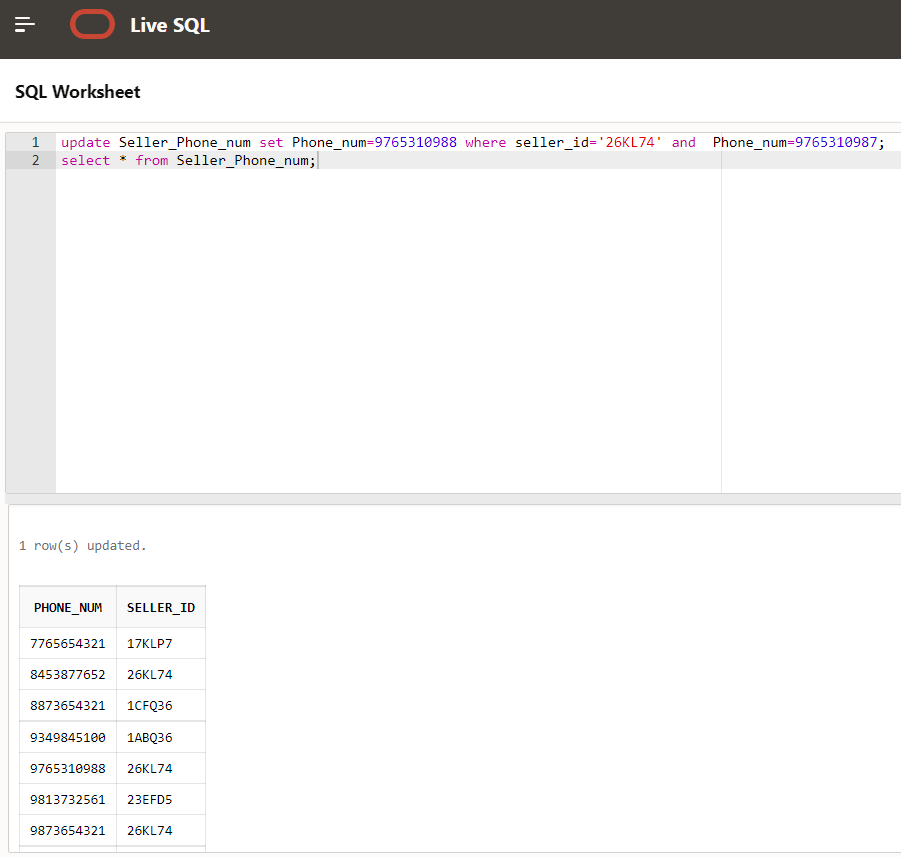 Live SQL
SQL Worksheet
1 update Seller_Phone_num set Phone_num=9765310988 where seller_id='26KL74' and  Phone_num=9765310987;
2 select * from Seller_Phone_num;
1 row(s) updated.
PHONE_NUM SELLER_ID
7765654321 17KLP7
8453877652 26KL74
8873654321 1CFQ36
9349845100 1ABQ36
9765310988 26KL74
9813732561 23EFD5
9873654321 26KL74